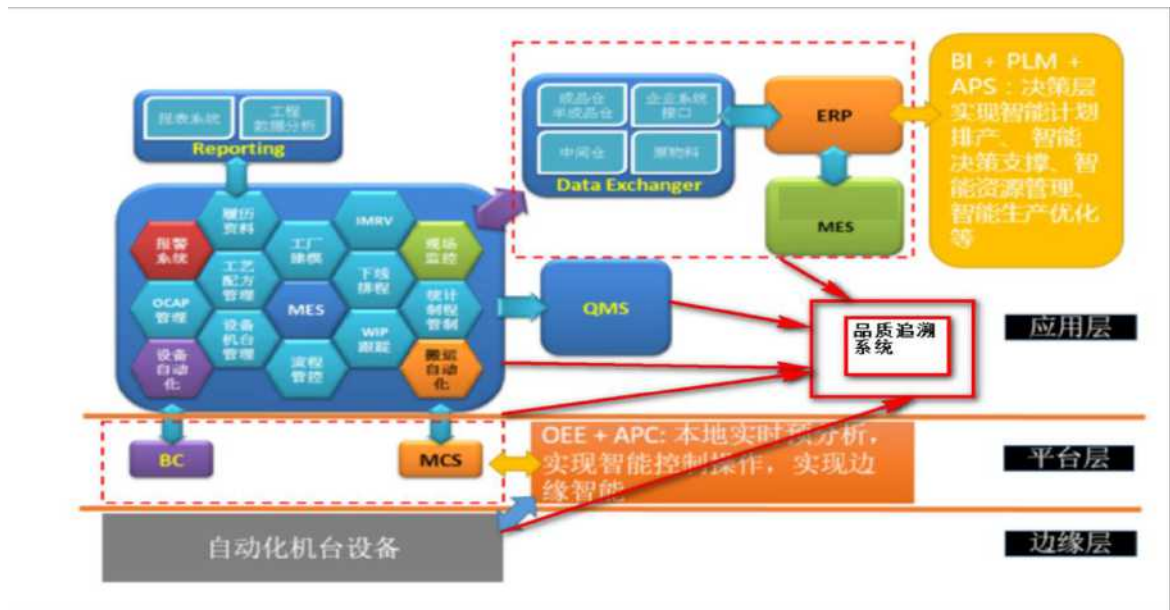 报表系统
工程
数据分析
Reporting
成品仓
半成品仓
企业系统
接口
中间仓
原物料
Data Exchanger
ERP
MES
BI + PLM +
APS：决策层
实现智能计划
排产、 智能
决策支撑、智
能资源管理、
智能生产优化
等
报警
系统
履历
资料
工厂
建模
IMRV
现场
监控
OCAP
管理
工艺
配方
管理
MES
下线
排程
统计
制程
管制
设备
自动
化
设备
机台
管理
流程
管控
WIP
跟踪
搬运
自动
化
QMS
品质追溯
系统
应用层
BC
MCS
OEE + APC: 本地实时预分析，
实现智能控制操作，实现边
缘智能
平台层
自动化机台设备
边缘层